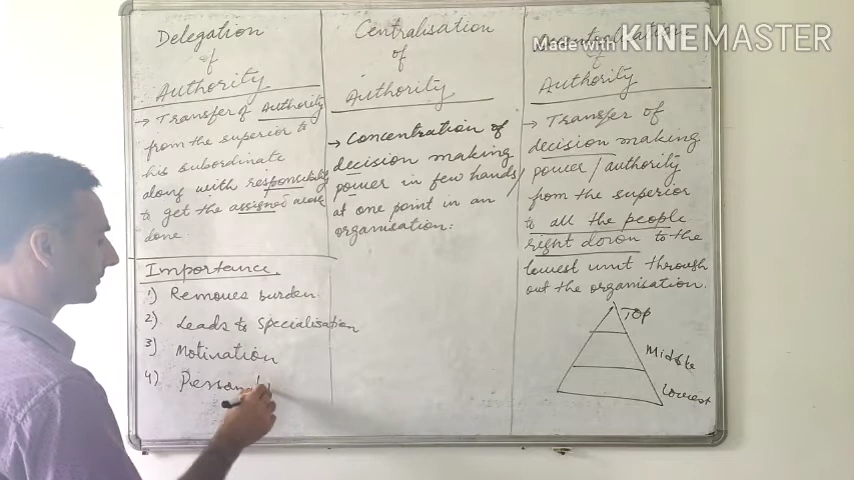 Delegation
of
Authority
→ Transfer of Authority
from the superior to
his subordinate
along with responsibility
to get the assigned
done.
Importance
1) Removes burden
2) Leads to Specialisation
3) Motivation
4) Person
Centralisation
of
Authority
→ Concentration of
decision making
power in few hands/
at one point in an
organisation:
Made with KINEMASTER
of
Authority
→ Transfer of
decision making
power / authority
from the superior
to all the people
right down to the
lowest unit through
out the organisation.
Top
Middle
Lowest